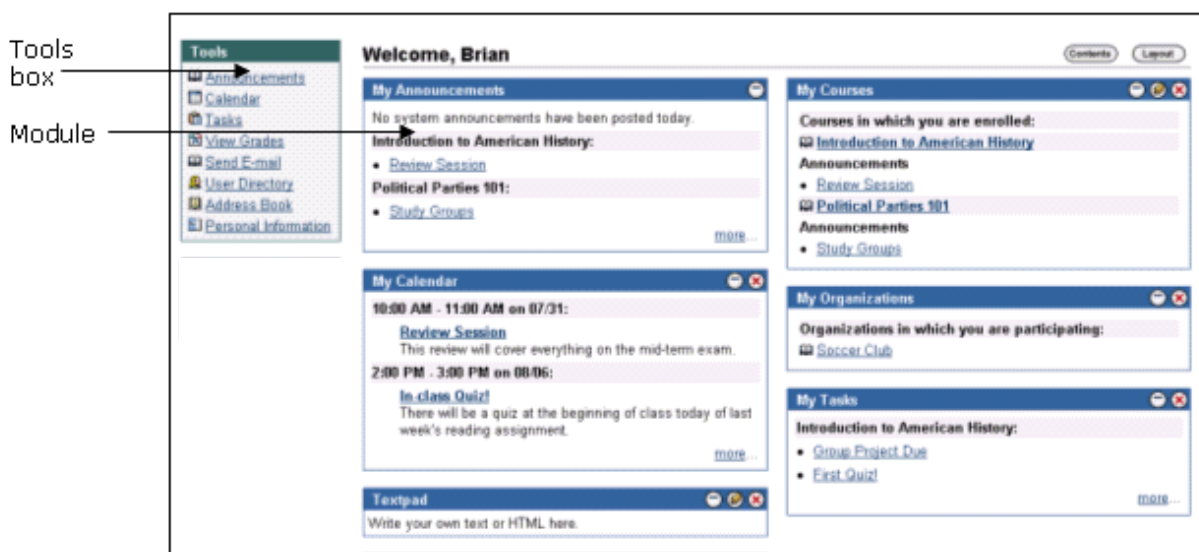 Tools
box
Module
Tools
Announcements
Calendar
Tasks
View Grades
Send E-mail
User Directory
Address Book
Personal Information
Welcome, Brian
Contents
Layout
My Announcements
No system announcements have been posted today.
Introduction to American History:
• Review Session
Political Parties 101:
• Study Groups
more...
My Calendar
10:00 AM - 11:00 AM on 07/31:
Review Session
This review will cover everything on the mid-term exam.
2:00 PM - 3:00 PM on 08/06:
In-class Quiz!
There will be a quiz at the beginning of class today of last
week's reading assignment.
more...
Textpad
Write your own text or HTML here.
My Courses
Courses in which you are enrolled:
Introduction to American History
Announcements
• Review Session
Political Parties 101
Announcements
• Study Groups
My Organizations
Organizations in which you are participating:
Soccer Club
My Tasks
Introduction to American History:
• Group Project Due
• First Quiz!
more...